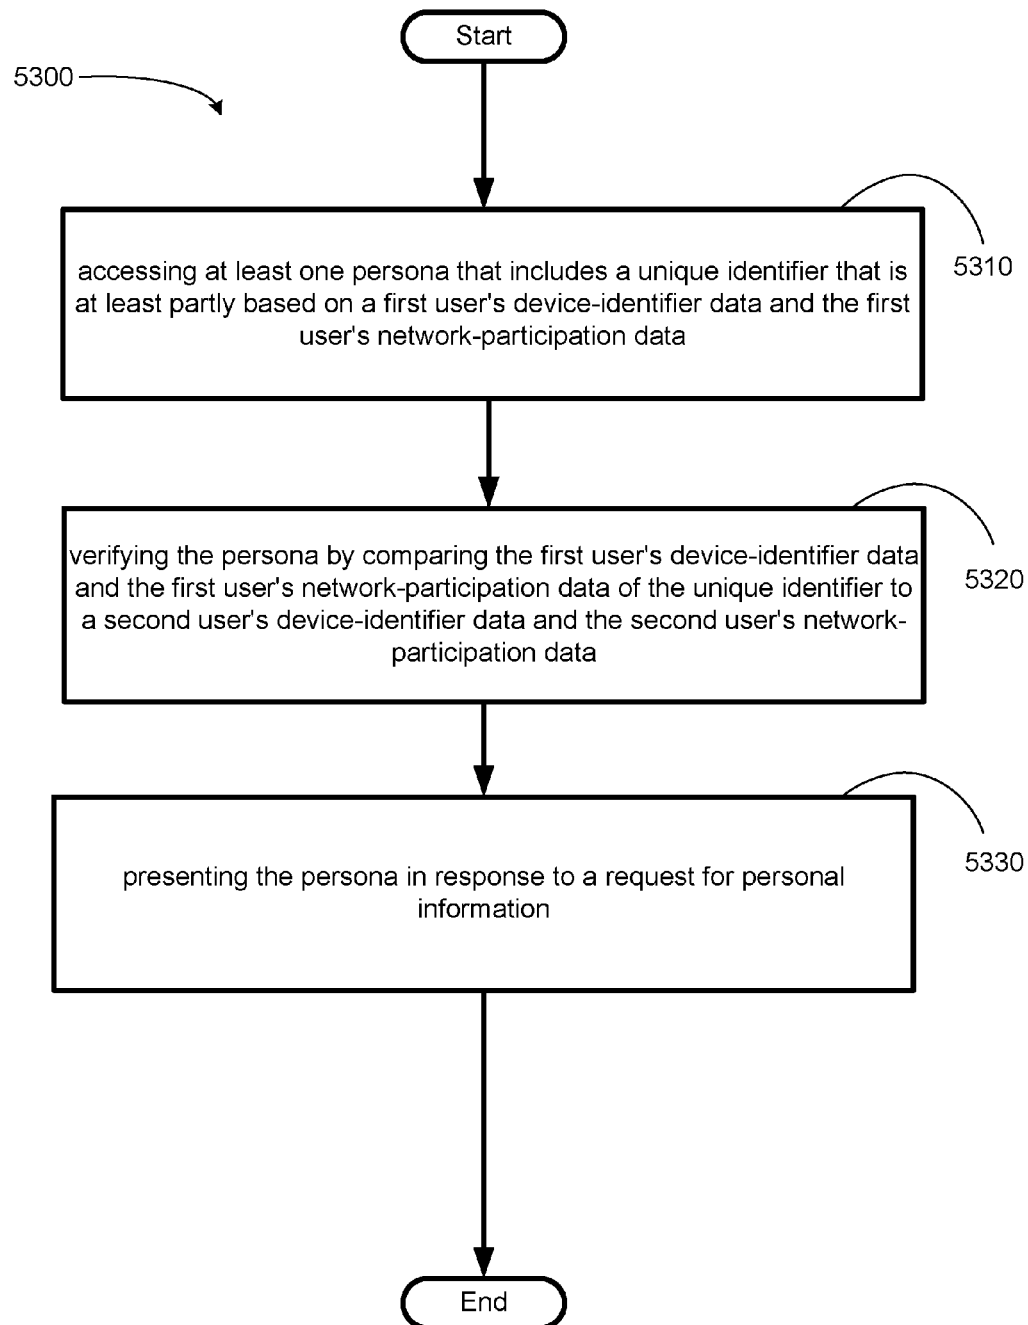 Start
5300
accessing at least one persona that includes a unique identifier that is
at least partly based on a first user's device-identifier data and the first
user's network-participation data
5310
verifying the persona by comparing the first user's device-identifier data
and the first user's network-participation data of the unique identifier to
a second user's device-identifier data and the second user's network-
participation data
5320
presenting the persona in response to a request for personal
information
5330
End